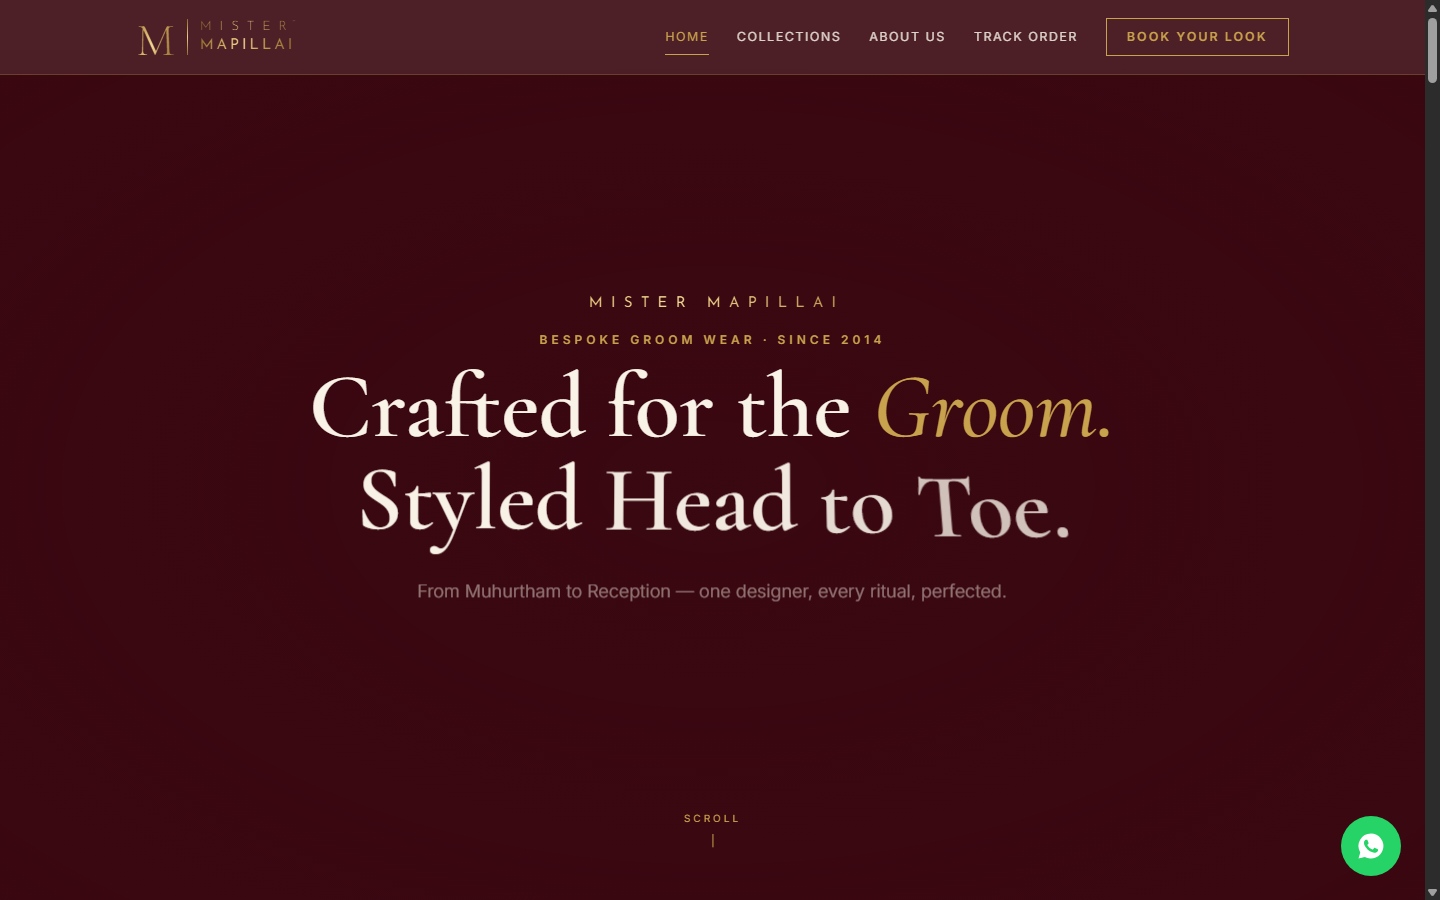 M
MISTER
MAPILLAI
HOME
COLLECTIONS
ABOUT US
TRACK ORDER
BOOK YOUR LOOK
MISTER MAPILLAI
BESPOKE GROOM WEAR · SINCE 2014
Crafted for the Groom.
Styled Head to Toe.
From Muhurtham to Reception — one designer, every ritual, perfected.
SCROLL